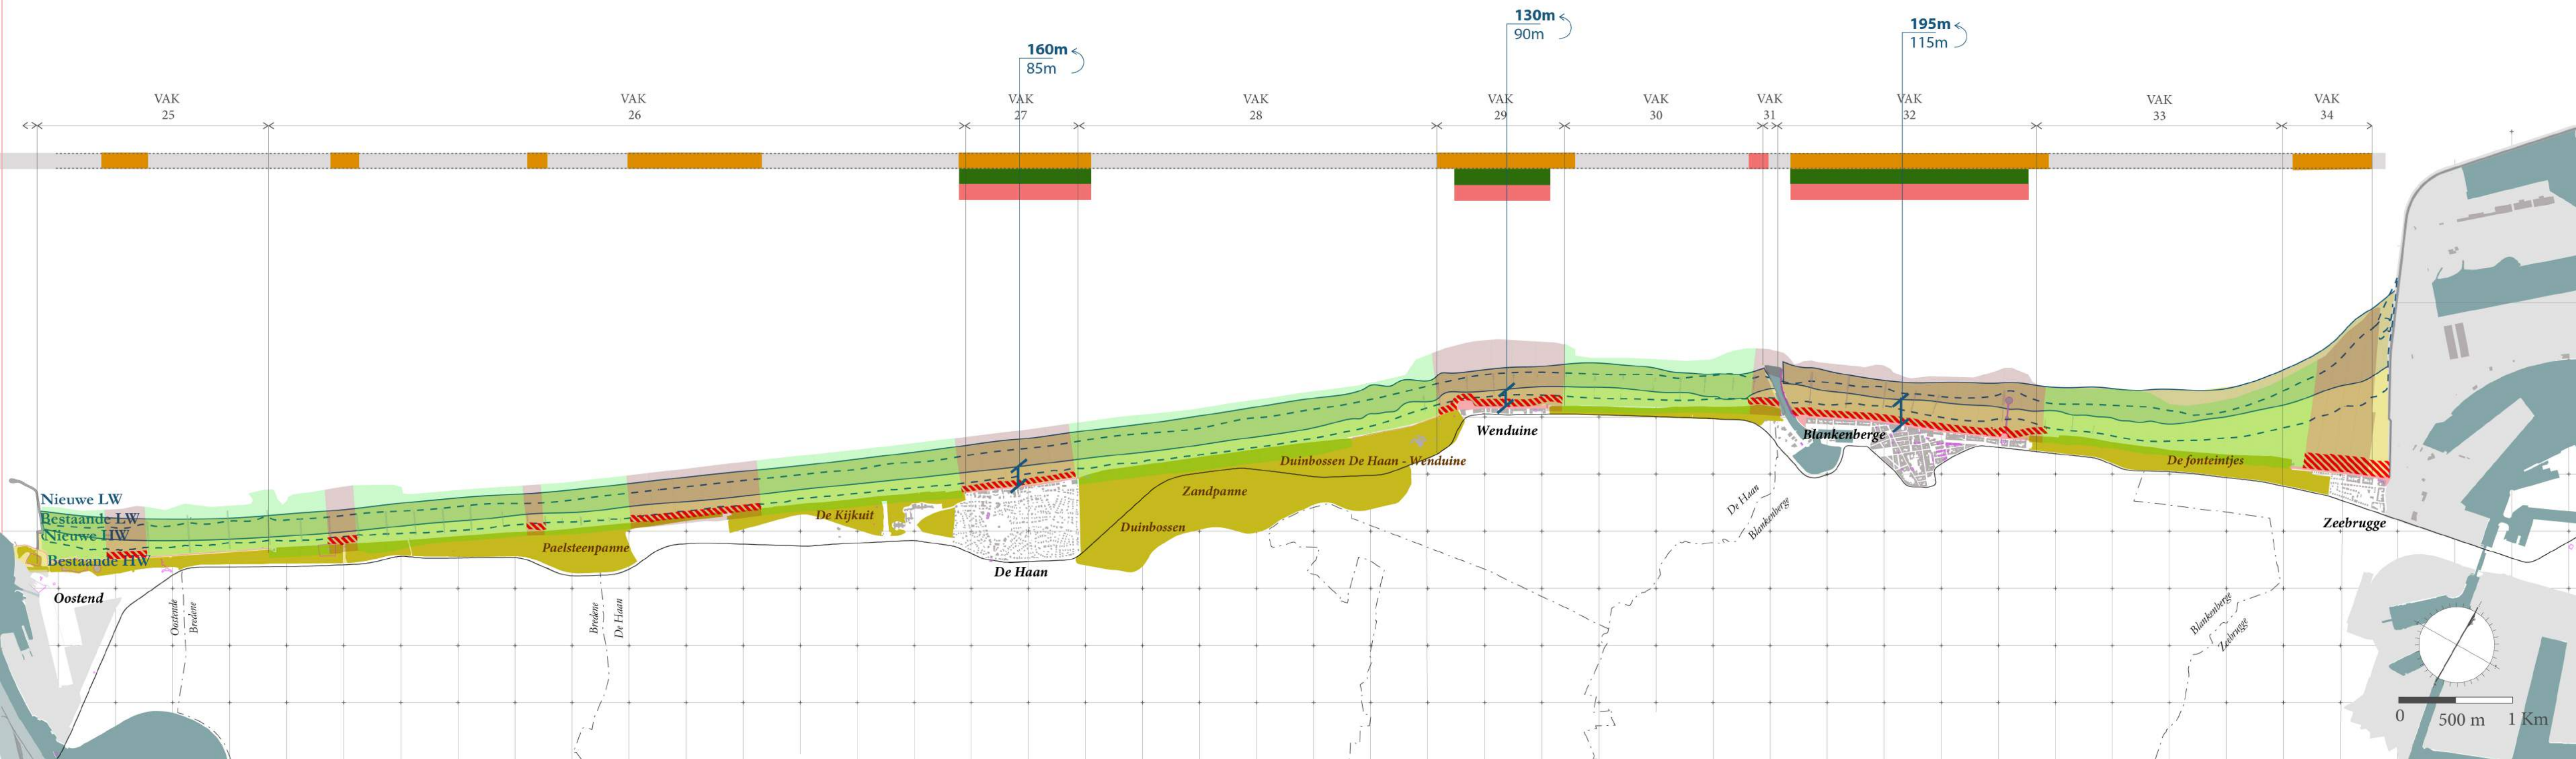 130m
90m
195m
115m
160m
85m
VAK
25
VAK
26
VAK
27
VAK
28
VAK
29
VAK
30
VAK
31
VAK
32
VAK
33
VAK
34
Nieuwe LW
Bestaande LW
Nieuwe HW
Bestaande HW
Oostend
Oostende
Bredene
Paelsteenpanne
Bredene
De Haan
De Kijkuit
De Haan
Duinbossen
Zandpanne
Duinbossen De Haan - Wenduine
Wenduine
De Haan
Blankenberge
Blankenberge
De fonteintjes
Blankenberge
Zeebrugge
Zeebrugge
0 500 m 1 Km